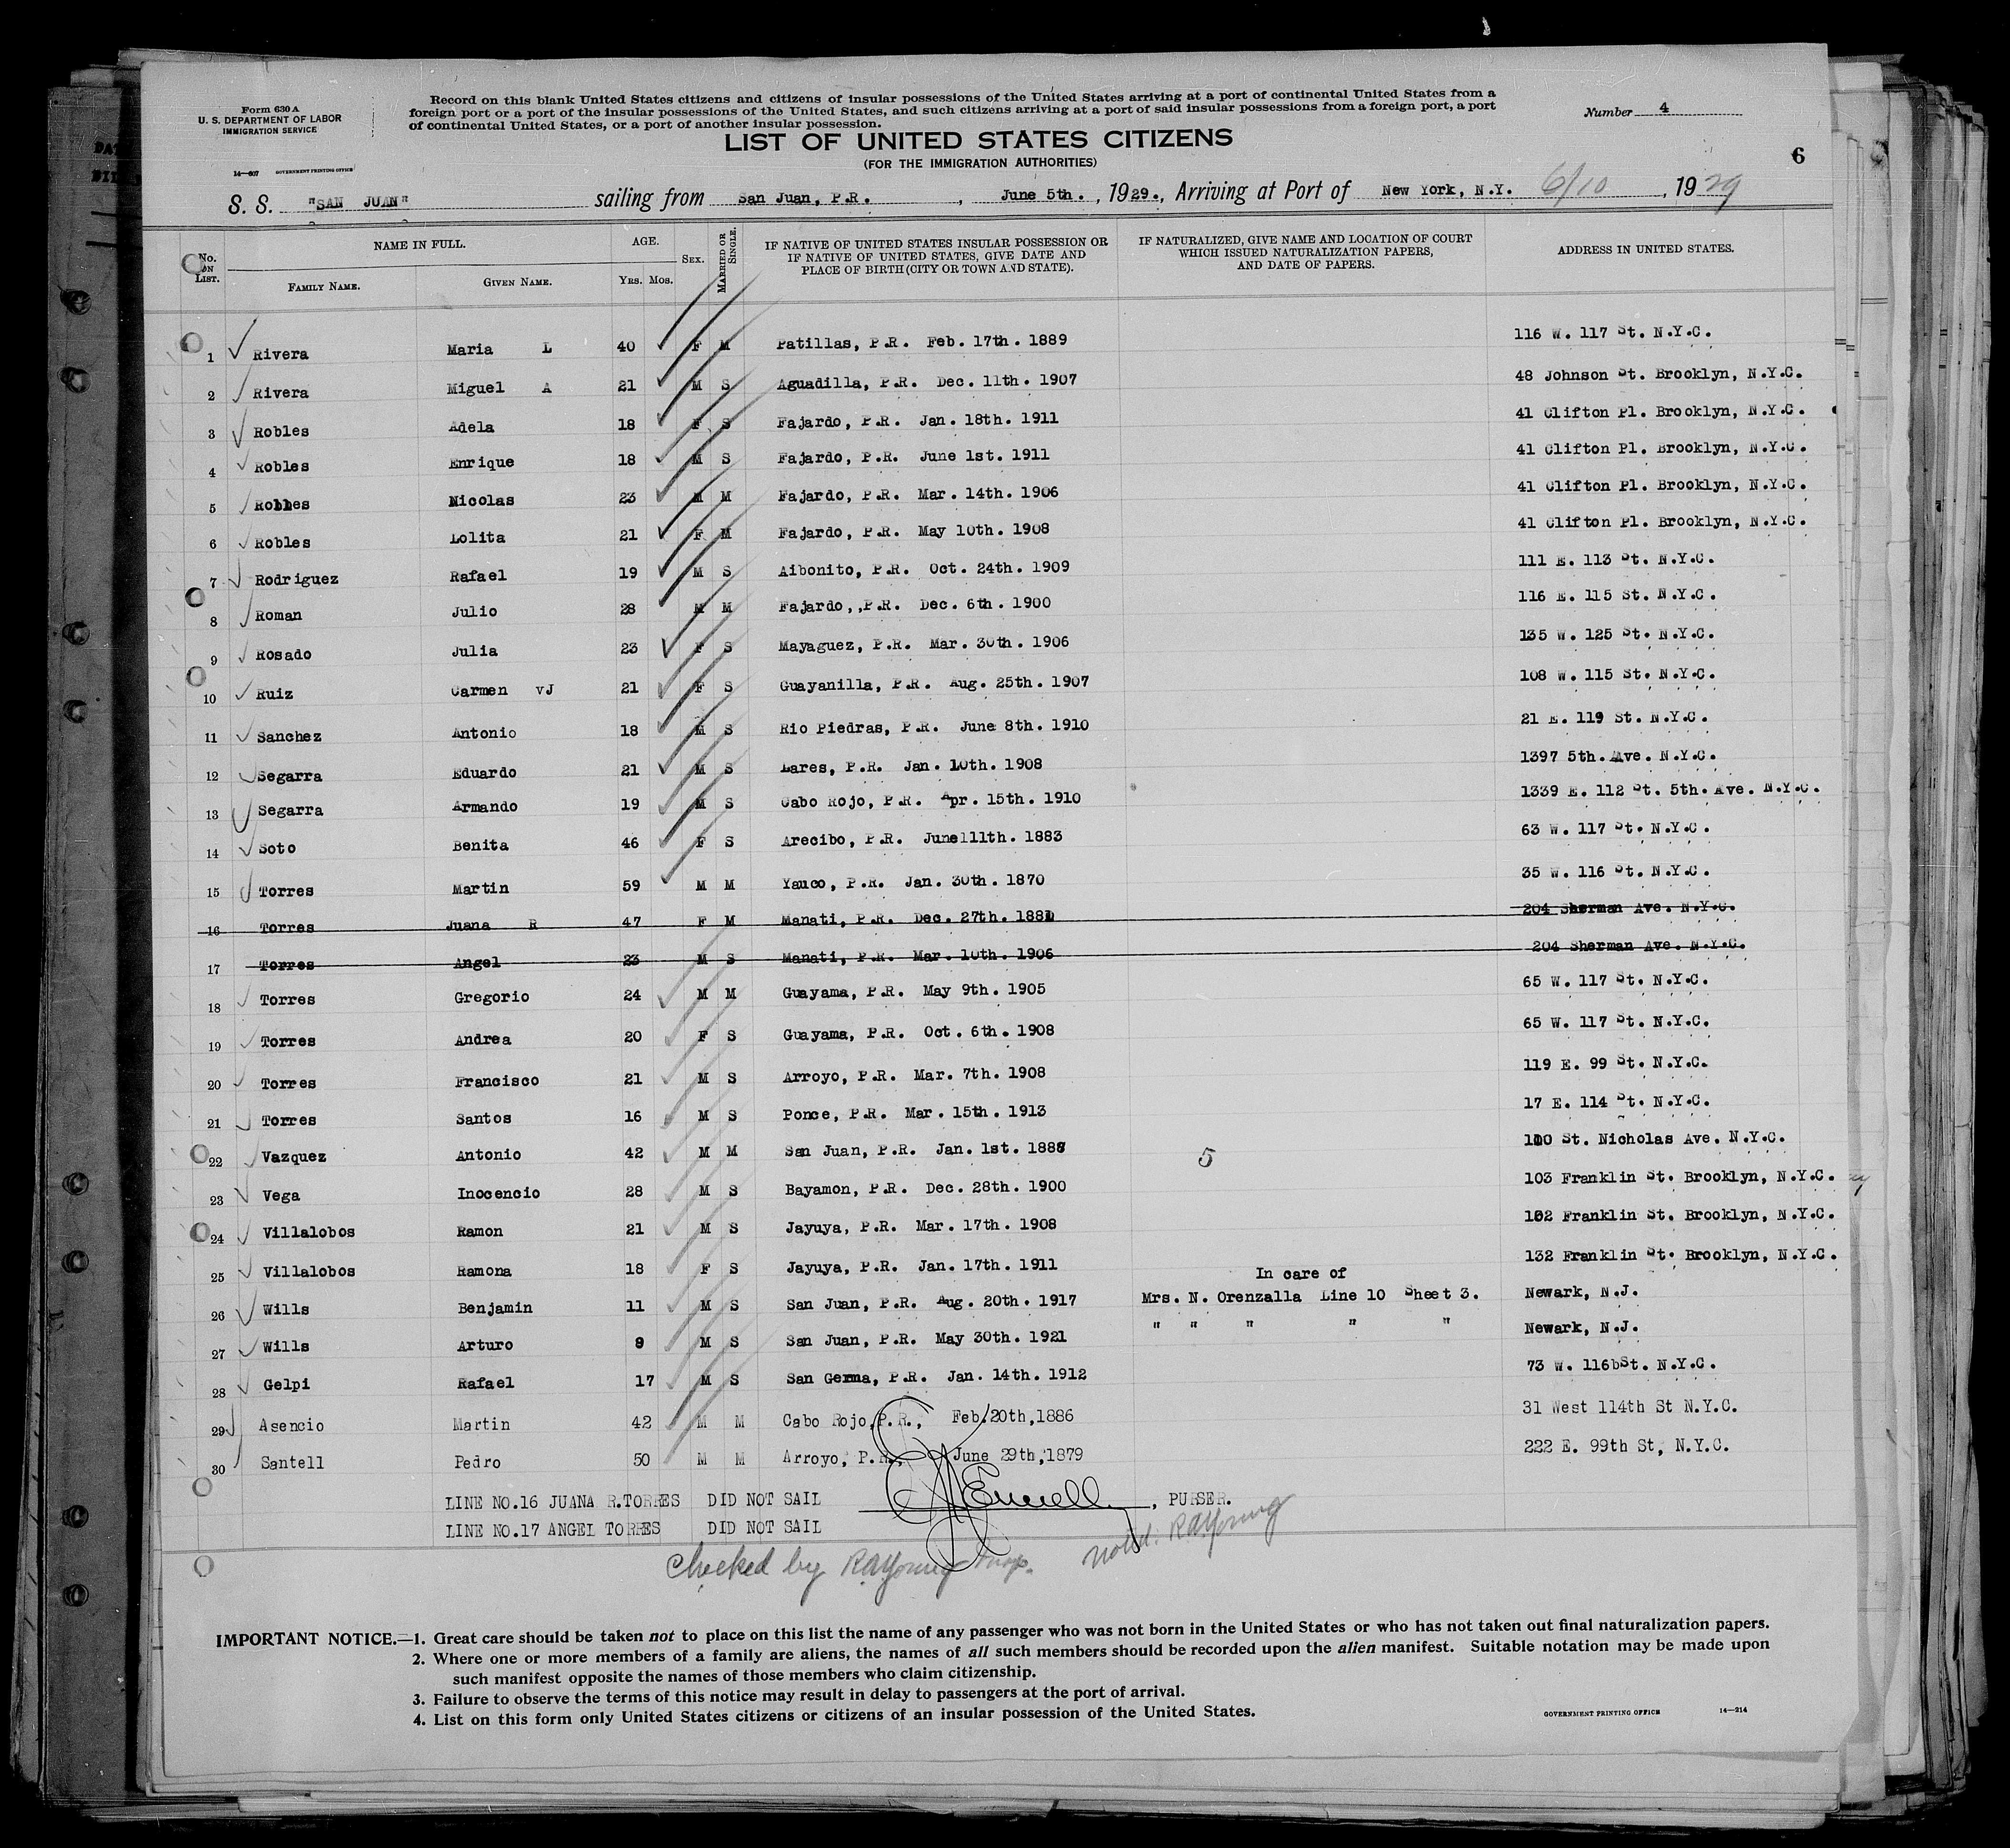 Form 630 A
U. S. DEPARTMENT OF LABOR
IMMIGRATION SERVICE
14—607 GOVERNMENT PRINTING OFFICE
Record on this blank United States citizens and citizens of insular possessions of the United States arriving at a port of continental United States from a
foreign port or a port of the insular possessions of the United States, and such citizens arriving at a port of said insular possessions from a foreign port, a port
of continental United States, or a port of another insular possession.
Number 4
LIST OF UNITED STATES CITIZENS
(FOR THE IMMIGRATION AUTHORITIES)
6
S. S. "SAN JUAN" sailing from San Juan, P.R. , June 5th. , 1929., Arriving at Port of New York, N.Y. 6/10 , 1929
No. ON LIST. NAME IN FULL. FAMILY NAME. GIVEN NAME. AGE. YRS. MOS. SEX. MARRIED OR SINGLE. IF NATIVE OF UNITED STATES INSULAR POSSESSION OR IF NATIVE OF UNITED STATES, GIVE DATE AND PLACE OF BIRTH (CITY OR TOWN AND STATE). IF NATURALIZED, GIVE NAME AND LOCATION OF COURT WHICH ISSUED NATURALIZATION PAPERS, AND DATE OF PAPERS. ADDRESS IN UNITED STATES.
1 Rivera Maria L 40 F M Patillas, P.R. Feb. 17th. 1889 116 W. 117 St. N.Y.C.
2 Rivera Miguel A 21 M S Aguadilla, P.R. Dec. 11th. 1907 48 Johnson St. Brooklyn, N.Y.C.
3 Robles Adela 18 F S Fajardo, P.R. Jan. 18th. 1911 41 Clifton Pl. Brooklyn, N.Y.C.
4 Robles Enrique 18 M S Fajardo, P.R. June 1st. 1911 41 Clifton Pl. Brooklyn, N.Y.C.
5 Robles Nicolas 23 M M Fajardo, P.R. Mar. 14th. 1906 41 Clifton Pl. Brooklyn, N.Y.C.
6 Robles Lolita 21 F M Fajardo, P.R. May 10th. 1908 41 Clifton Pl. Brooklyn, N.Y.C.
7 Rodriguez Rafael 19 M S Aibonito, P.R. Oct. 24th. 1909 111 E. 113 St. N.Y.C.
8 Roman Julio 28 M M Fajardo,,P.R. Dec. 6th. 1900 116 E. 115 St. N.Y.C.
9 Rosado Julia 23 F S Mayaguez, P.R. Mar. 30th. 1906 135 W. 125 St. N.Y.C.
10 Ruiz Carmen vJ 21 F S Guayanilla, P.R. Aug. 25th. 1907 108 W. 115 St. N.Y.C.
11 Sanchez Antonio 18 M S Rio Piedras, P.R. June 8th. 1910 21 E. 119 St. N.Y.C.
12 Segarra Eduardo 21 M S Lares, P.R. Jan. 10th. 1908 1397 5th. Ave. N.Y.C.
13 Segarra Armando 19 M S Cabo Rojo, P.R. Apr. 15th. 1910 1339 E. 112 St. 5th. Ave. N.Y.C.
14 Soto Benita 46 F S Arecibo, P.R. June111th. 1883 63 W. 117 St. N.Y.C.
15 Torres Martin 59 M M Yauco, P.R. Jan. 30th. 1870 35 W. 116 St. N.Y.C.
16 Torres Juana R 47 F M Manati, P.R. Dec. 27th. 1881 204 Sherman Ave. N.Y.C.
17 Torres Angel 23 M S Manati, P.R. Mar. 10th. 1906 204 Sherman Ave. N.Y.C.
18 Torres Gregorio 24 M M Guayama, P.R. May 9th. 1905 65 W. 117 St. N.Y.C.
19 Torres Andrea 20 F S Guayama, P.R. Oct. 6th. 1908 65 W. 117 St. N.Y.C.
20 Torres Francisco 21 M S Arroyo, P.R. Mar. 7th. 1908 119 E. 99 St. N.Y.C.
21 Torres Santos 16 M S Ponce, P.R. Mar. 15th. 1913 17 E. 114 St. N.Y.C.
22 Vazquez Antonio 42 M M San Juan, P.R. Jan. 1st. 1887 5 110 St. Nicholas Ave. N.Y.C.
23 Vega Inocencio 28 M S Bayamon, P.R. Dec. 28th. 1900 103 Franklin St. Brooklyn, N.Y.C.
24 Villalobos Ramon 21 M S Jayuya, P.R. Mar. 17th. 1908 102 Franklin St. Brooklyn, N.Y.C.
25 Villalobos Ramona 18 F S Jayuya, P.R. Jan. 17th. 1911 132 Franklin St. Brooklyn, N.Y.C.
In care of
26 Wills Benjamin 11 M S San Juan, P.R. Aug. 20th. 1917 Mrs. N. Orenzalla Line 10 Sheet 3. Newark, N.J.
27 Wills Arturo 8 M S San Juan, P.R. May 30th. 1921 " " " " " Newark, N.J.
28 Gelpi Rafael 17 M S San Germa, P.R. Jan. 14th. 1912 73 W. 116bSt. N.Y.C.
29 Asencio Martin 42 M M Cabo Rojo,P.R., Feb.20th,1886 31 West 114th St N.Y.C.
30 Santell Pedro 50 M M Arroyo, P.R., June 29th,1879 222 E. 99th St, N.Y.C.
LINE NO.16 JUANA R.TORRES DID NOT SAIL , PURSER.
LINE NO.17 ANGEL TORRES DID NOT SAIL
Checked by RAYoung Insp. Noted. RAYoung
IMPORTANT NOTICE.—1. Great care should be taken not to place on this list the name of any passenger who was not born in the United States or who has not taken out final naturalization papers.
2. Where one or more members of a family are aliens, the names of all such members should be recorded upon the alien manifest. Suitable notation may be made upon
such manifest opposite the names of those members who claim citizenship.
3. Failure to observe the terms of this notice may result in delay to passengers at the port of arrival.
4. List on this form only United States citizens or citizens of an insular possession of the United States.
GOVERNMENT PRINTING OFFICE 14—214